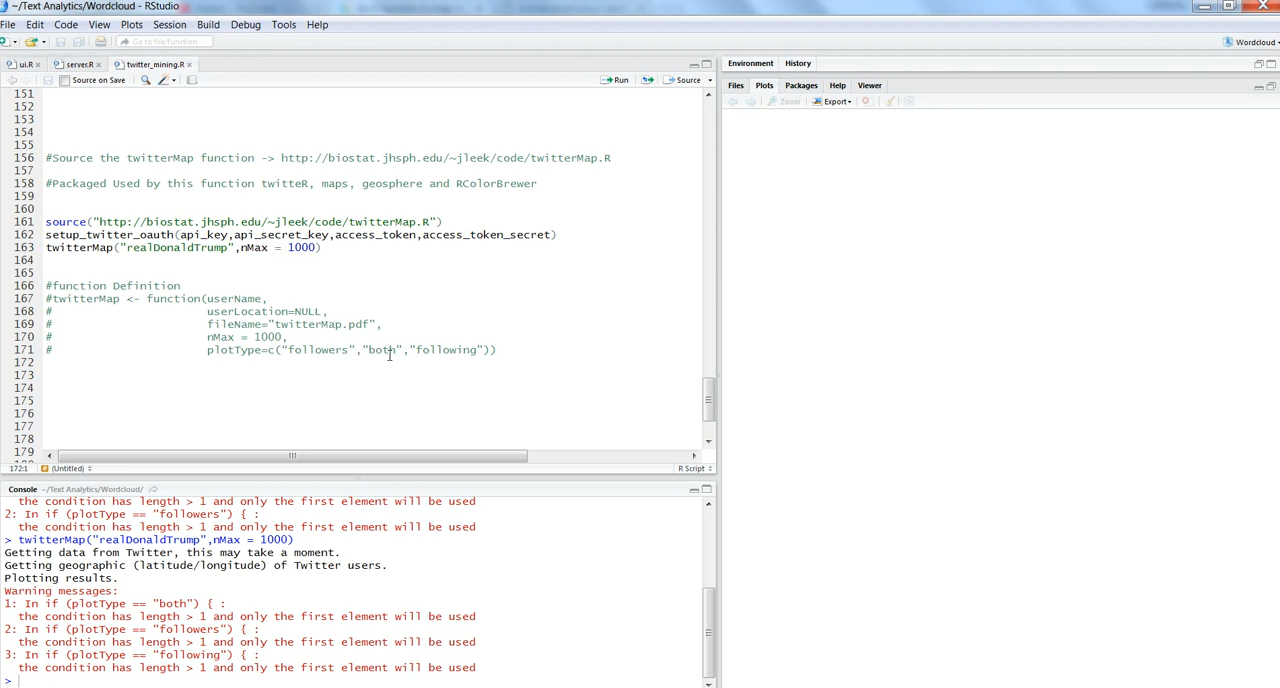 ~/Text Analytics/Wordcloud - RStudio
File Edit Code View Plots Session Build Debug Tools Help
Go to file/function
Wordcloud
ui.R × server.R × twitter_mining.R ×
Environment History
Source on Save
Run
Source
Files Plots Packages Help Viewer
Zoom Export
151
152
153
154
155
156 #Source the twitterMap function -> http://biostat.jhsph.edu/~jleek/code/twitterMap.R
157
158 #Packaged Used by this function twitteR, maps, geosphere and RColorBrewer
159
160
161 source("http://biostat.jhsph.edu/~jleek/code/twitterMap.R")
162 setup_twitter_oauth(api_key,api_secret_key,access_token,access_token_secret)
163 twitterMap("realDonaldTrump",nMax = 1000)
164
165
166 #function Definition
167 #twitterMap <- function(userName,
168 # userLocation=NULL,
169 # fileName="twitterMap.pdf",
170 # nMax = 1000,
171 # plotType=c("followers","both","following"))
172
173
174
175
176
177
178
179
172:1 (Untitled) R Script
Console ~/Text Analytics/Wordcloud/
the condition has length > 1 and only the first element will be used
2: In if (plotType == "followers") { :
the condition has length > 1 and only the first element will be used
> twitterMap("realDonaldTrump",nMax = 1000)
Getting data from Twitter, this may take a moment.
Getting geographic (latitude/longitude) of Twitter users.
Plotting results.
Warning messages:
1: In if (plotType == "both") { :
the condition has length > 1 and only the first element will be used
2: In if (plotType == "followers") { :
the condition has length > 1 and only the first element will be used
3: In if (plotType == "following") { :
the condition has length > 1 and only the first element will be used
>